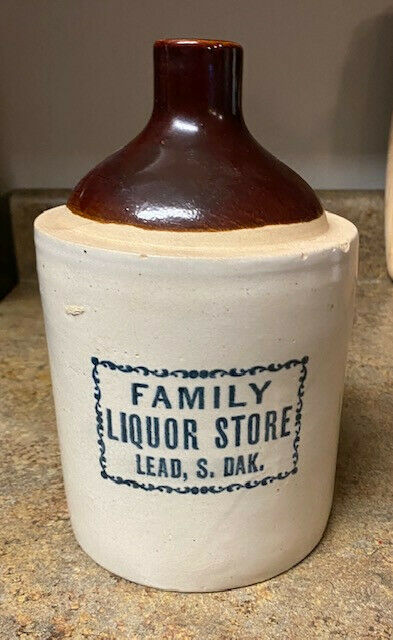 FAMILY
LIQUOR STORE
LEAD, S. DAK.